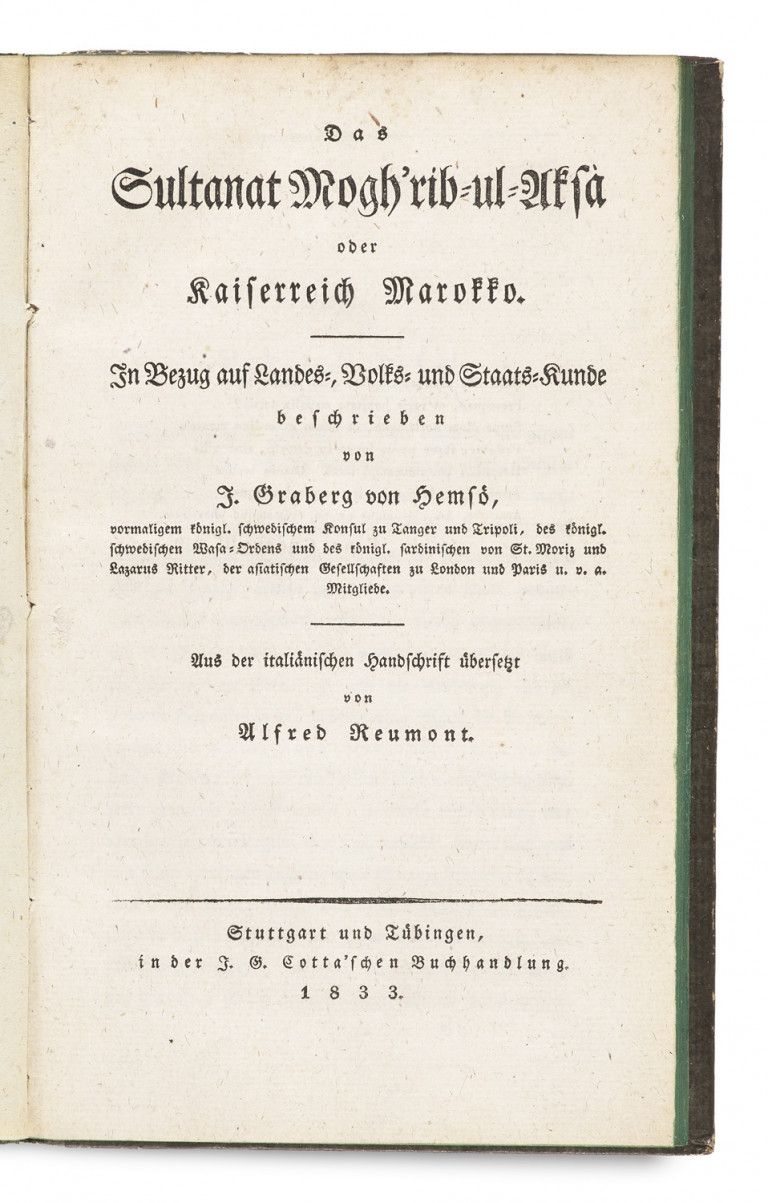 Das
Sultanat Mogh'rib-ul-Aksà
oder
Kaiserreich Marokko.
In Bezug auf Landes-, Volks- und Staats-Kunde
beschrieben
von
J. Graberg von Hemsö,
vormaligem königl. schwedischem Konsul zu Tanger und Tripoli, des königl.
schwedischen Wasa-Ordens und des königl. sardinischen von St. Moriz und
Lazarus Ritter, der asiatischen Gesellschaften zu London und Paris u. v. a.
Mitgliede.
Aus der italiänischen Handschrift übersetzt
von
Alfred Reumont.
Stuttgart und Tübingen,
in der J. G. Cotta'schen Buchhandlung.
1833.